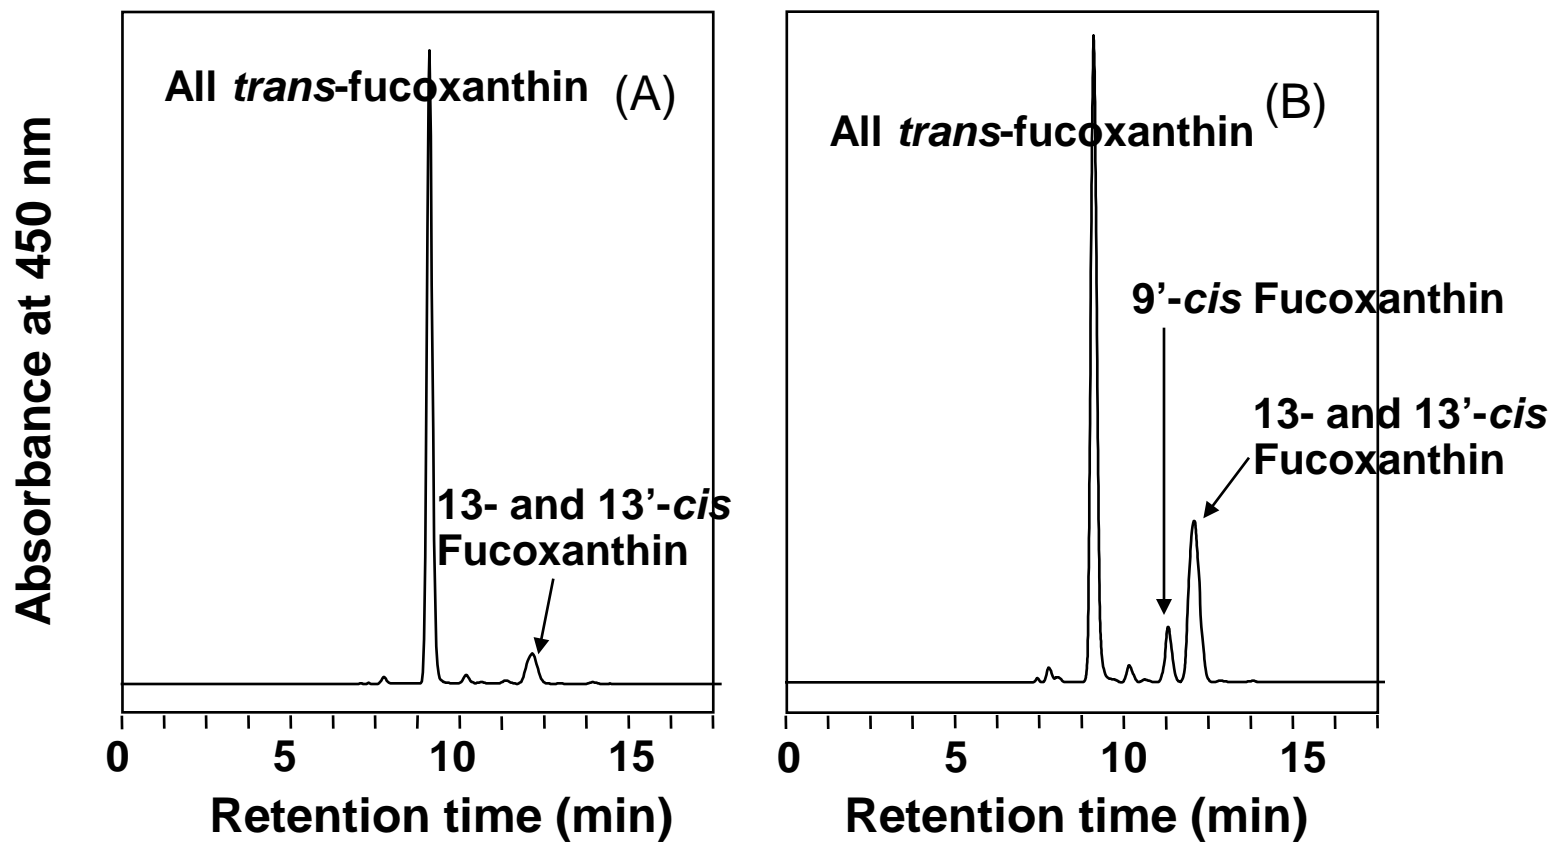 Absorbance at 450 nm
All trans-fucoxanthin
(A)
13- and 13’-cis
Fucoxanthin
0 5 10 15
Retention time (min)
All trans-fucoxanthin
(B)
9’-cis Fucoxanthin
13- and 13’-cis
Fucoxanthin
0 5 10 15
Retention time (min)